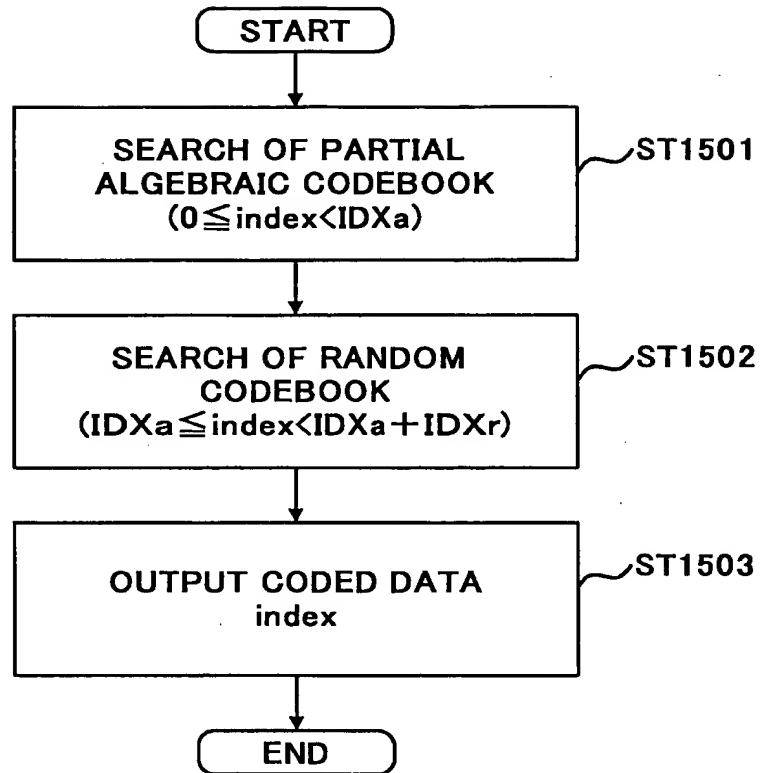 START
SEARCH OF PARTIAL
ALGEBRAIC CODEBOOK
(0≦index<IDXa)
ST1501
SEARCH OF RANDOM
CODEBOOK
(IDXa≦index<IDXa+IDXr)
ST1502
OUTPUT CODED DATA
index
ST1503
END